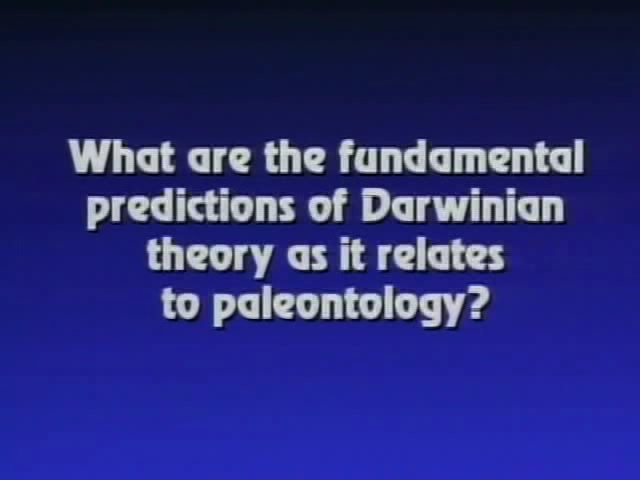 What are the fundamental
predictions of Darwinian
theory as it relates
to paleontology?